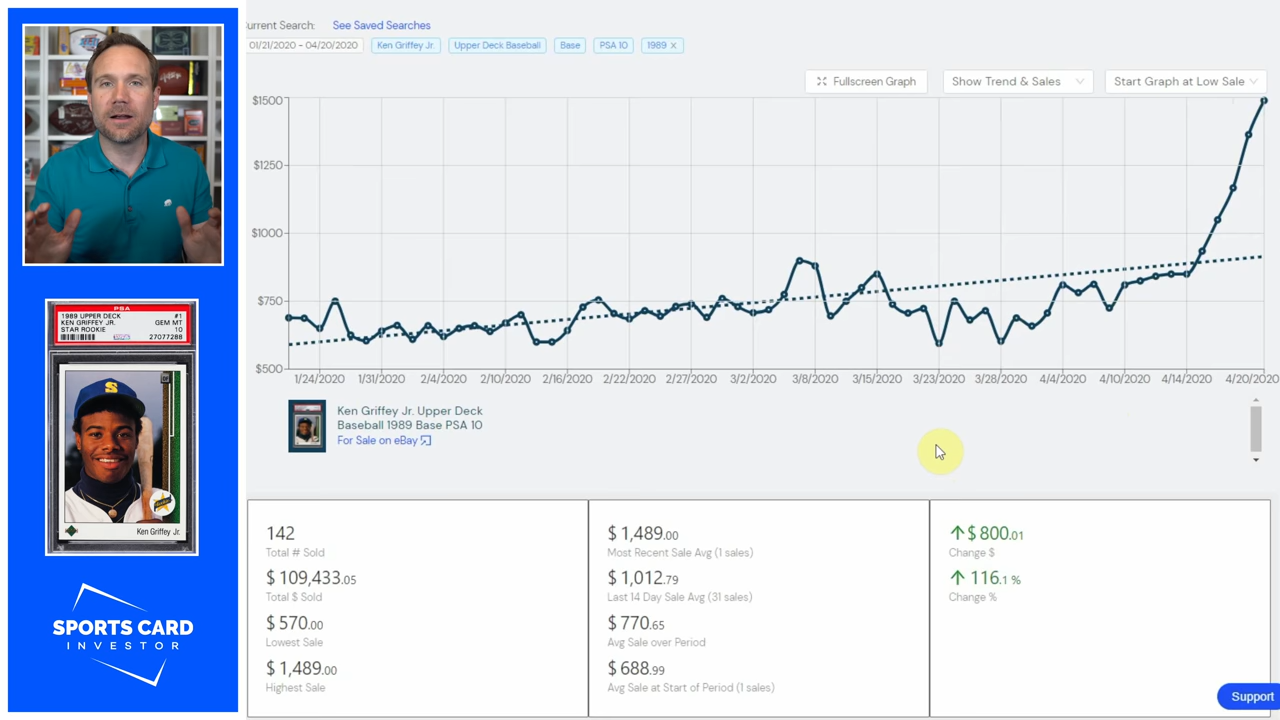 Current Search:
See Saved Searches
01/21/2020 - 04/20/2020
Ken Griffey Jr.
Upper Deck Baseball
Base
PSA 10
1989 X
Fullscreen Graph
Show Trend & Sales
Start Graph at Low Sale
$1500
$1250
$1000
$750
$500
1/24/2020
1/31/2020
2/4/2020
2/10/2020
2/16/2020
2/22/2020
2/27/2020
3/2/2020
3/8/2020
3/15/2020
3/23/2020
3/28/2020
4/4/2020
4/10/2020
4/14/2020
4/20/2020
Ken Griffey Jr. Upper Deck
Baseball 1989 Base PSA 10
For Sale on eBay
142
Total # Sold
$ 109,433.05
Total $ Sold
$ 570.00
Lowest Sale
$ 1,489.00
Highest Sale
$ 1,489.00
Most Recent Sale Avg (1 sales)
$ 1,012.79
Last 14 Day Sale Avg (31 sales)
$ 770.65
Avg Sale over Period
$ 688.99
Avg Sale at Start of Period (1 sales)
$ 800.01
Change $
116.1 %
Change %
Support
PSA
1989 UPPER DECK #1
KEN GRIFFEY JR. GEM MT
STAR ROOKIE 10
27077288
S
Ken Griffey Jr.
SPORTS CARD
INVESTOR